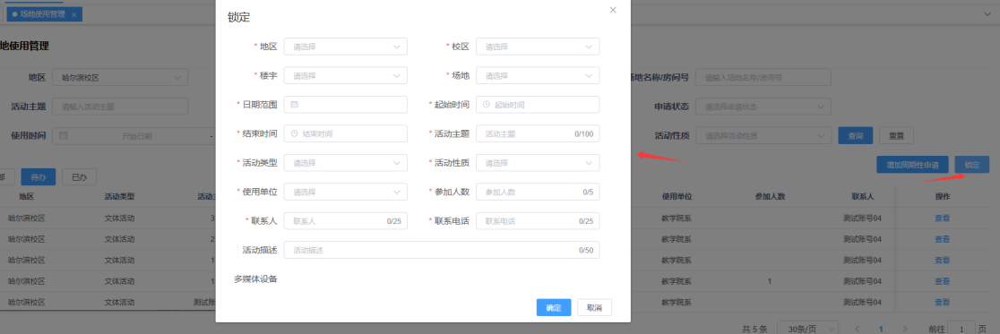 场地使用管理 ×
锁定
×
地使用管理
* 地区 请选择
* 校区 请选择
地区 哈尔滨校区
场地名称/房间号 请输入场地名称/房间号
* 楼宇 请选择
* 场地 请选择
活动主题 请输入活动主题
* 日期范围
* 起始时间 起始时间
申请状态 请选择申请状态
使用时间 开始日期 -
* 结束时间 结束时间
* 活动主题 活动主题 0/100
活动性质 请选择活动性质 查询 重置
* 活动类型 请选择
* 活动性质 请选择
增加周期性申请 锁定
部 待办 已办
* 使用单位 请选择
* 参加人数 参加人数 0/5
地区 活动类型 活动主 使用单位 参加人数 联系人 操作
* 联系人 联系人 0/25
* 联系电话 联系电话 0/25
哈尔滨校区 文体活动 3 教学院系 测试账号04 查看
哈尔滨校区 文体活动 2 教学院系 测试账号04 查看
活动描述 活动描述 0/50
哈尔滨校区 文体活动 1 教学院系 测试账号04 查看
多媒体设备
哈尔滨校区 文体活动 1 教学院系 1 测试账号04 查看
哈尔滨校区 文体活动 测试账 教学院系 测试账号04 查看
确定 取消
共 5 条 30条/页 < 1 > 前往 1 页